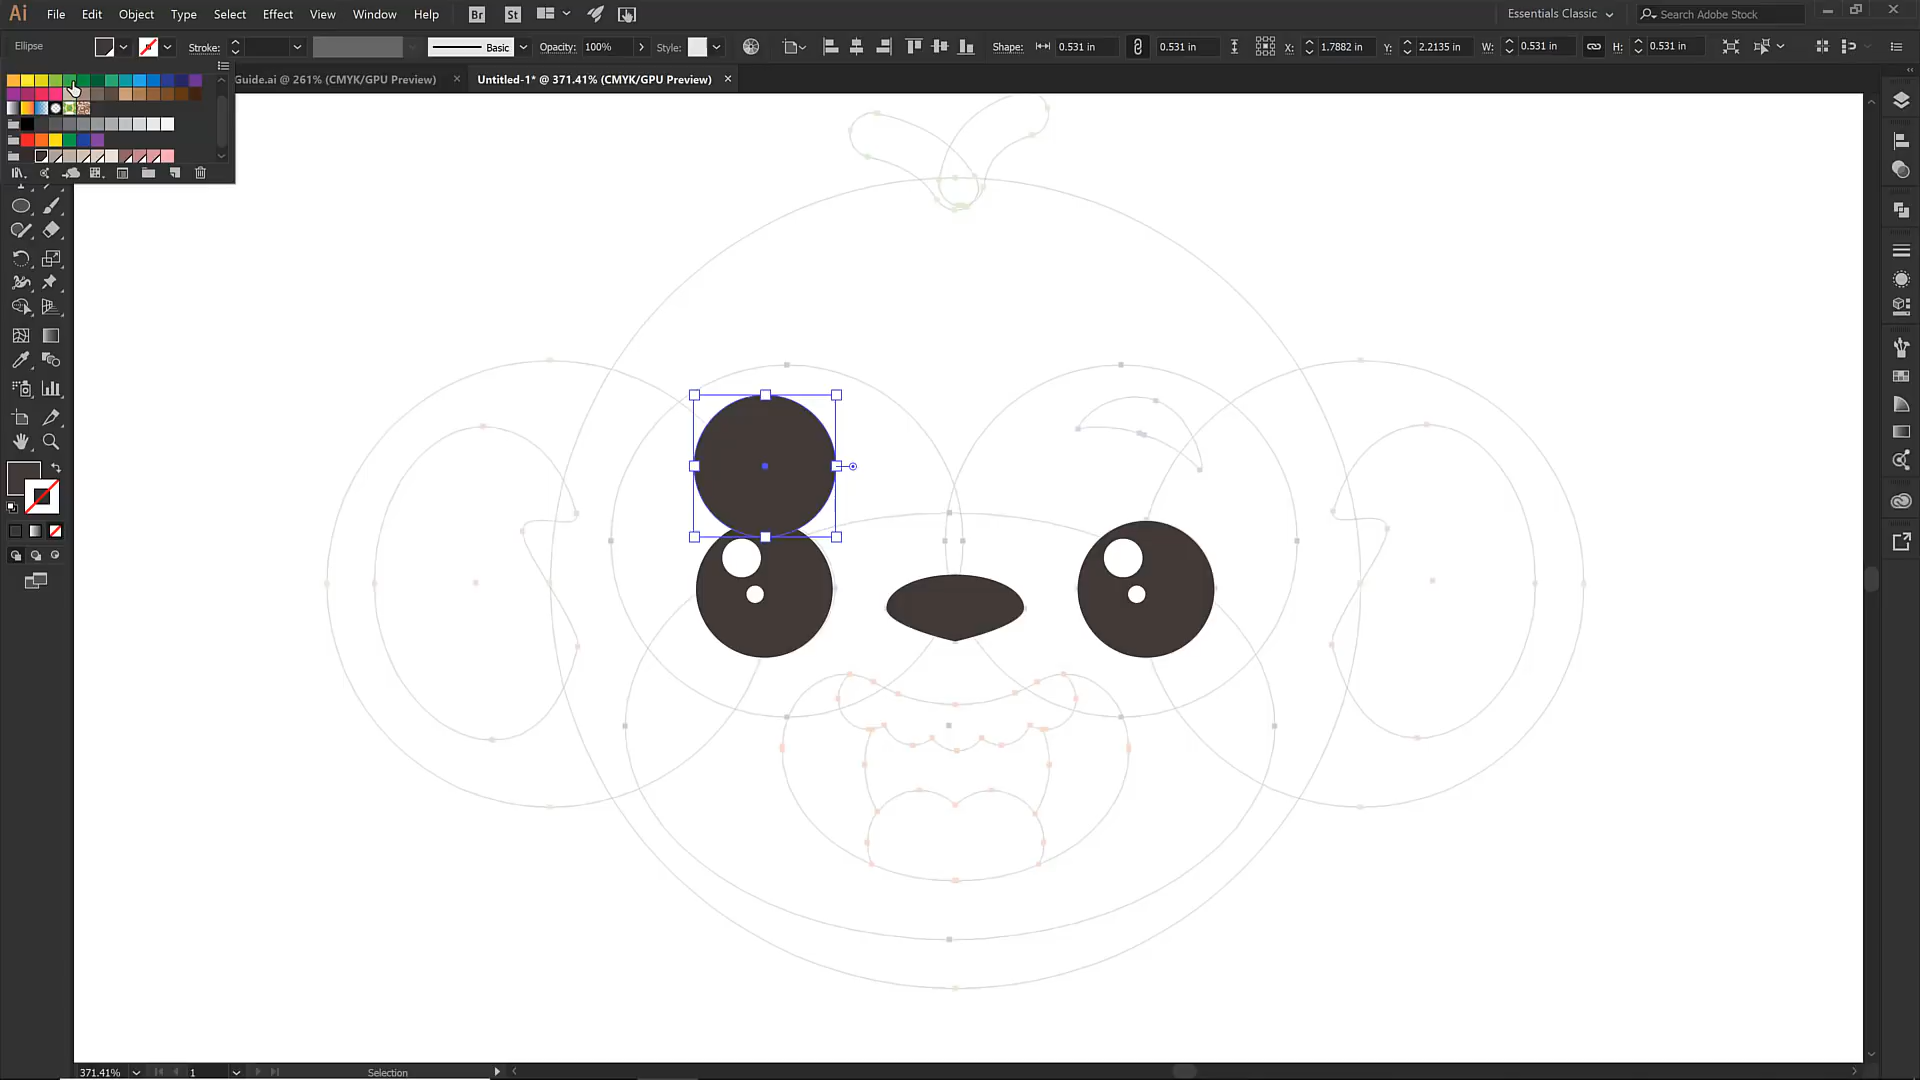 Ai File Edit Object Type Select Effect View Window Help Br St Essentials Classic Search Adobe Stock
Ellipse Stroke: Basic Opacity: 100% Style: Shape: 0.531 in 0.531 in X: 1.7882 in Y: 2.2135 in W: 0.531 in H: 0.531 in
Guide.ai @ 261% (CMYK/GPU Preview) × Untitled-1* @ 371.41% (CMYK/GPU Preview) ×
371.41% 1 Selection